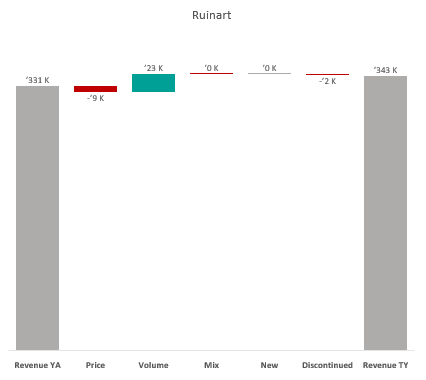 Ruinart
‘331 K
-‘9 K
‘23 K
‘0 K
‘0 K
-‘2 K
‘343 K
Revenue YA Price Volume Mix New Discontinued Revenue TY